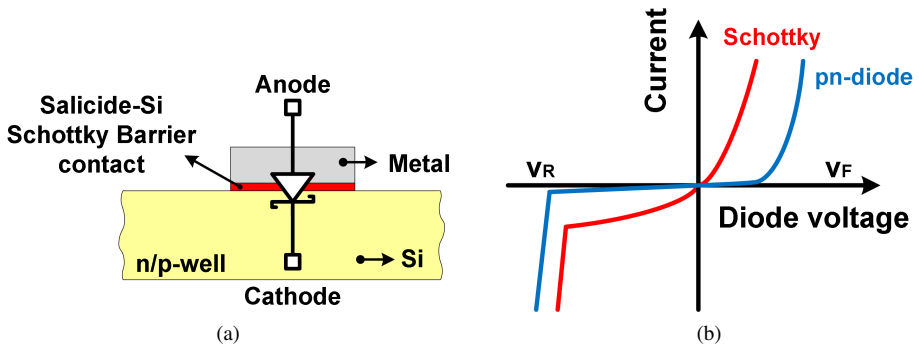 Anode
Salicide-Si
Schottky Barrier
contact
Metal
n/p-well
Si
Cathode
(a)
Current
Schottky
pn-diode
VR
VF
Diode voltage
(b)